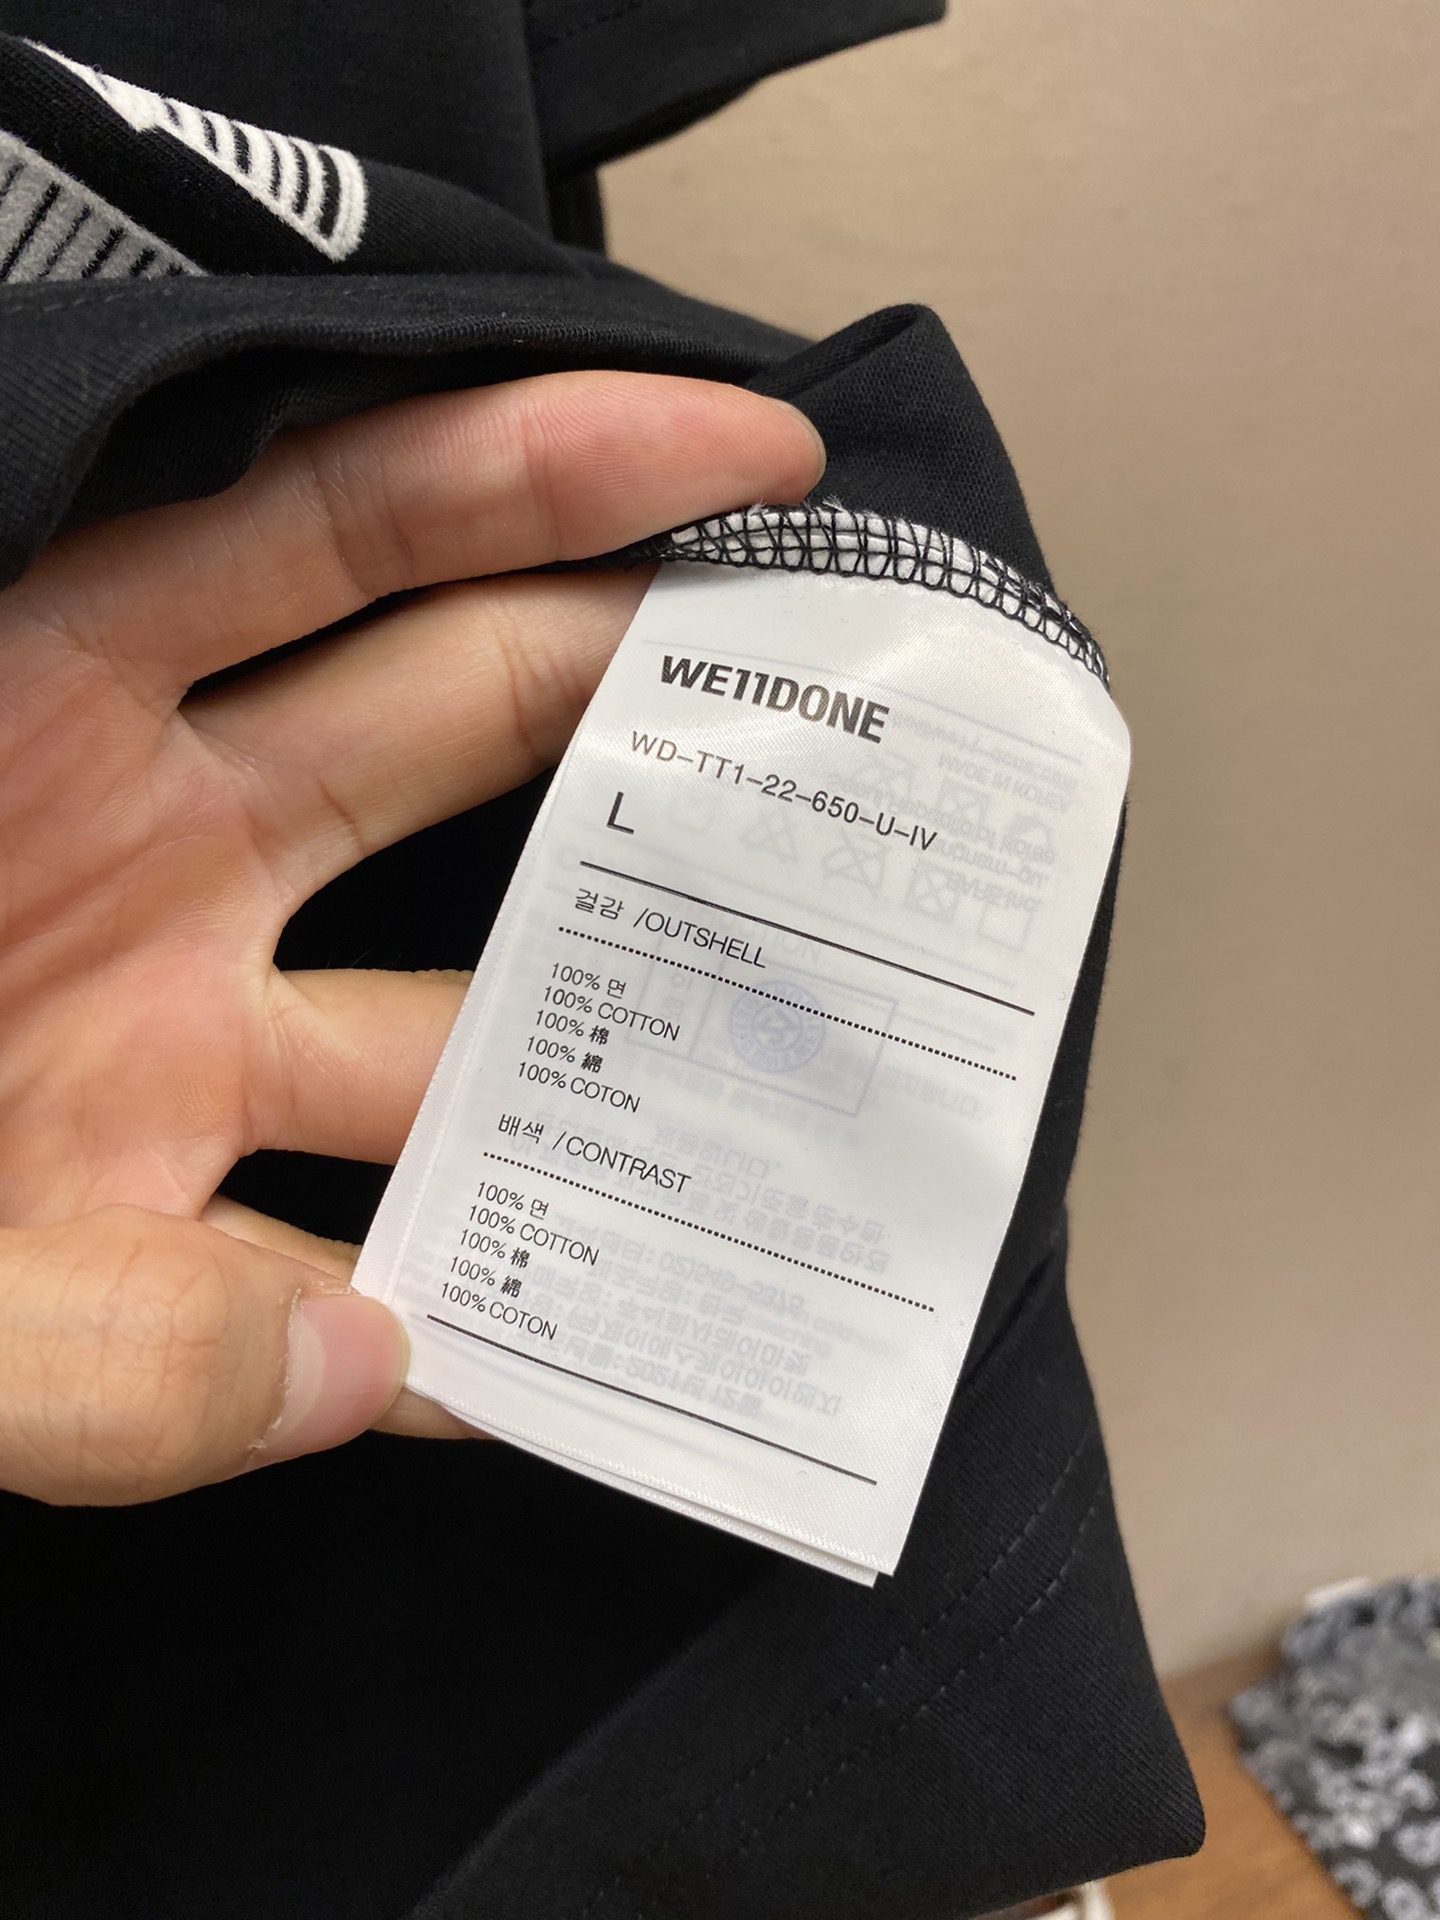 WE11DONE
WD-TT1-22-650-U-IV
L
겉감 /OUTSHELL
100% 면
100% COTTON
100% 棉
100% 綿
100% COTON
배색 /CONTRAST
100% 면
100% COTTON
100% 棉
100% 綿
100% COTON